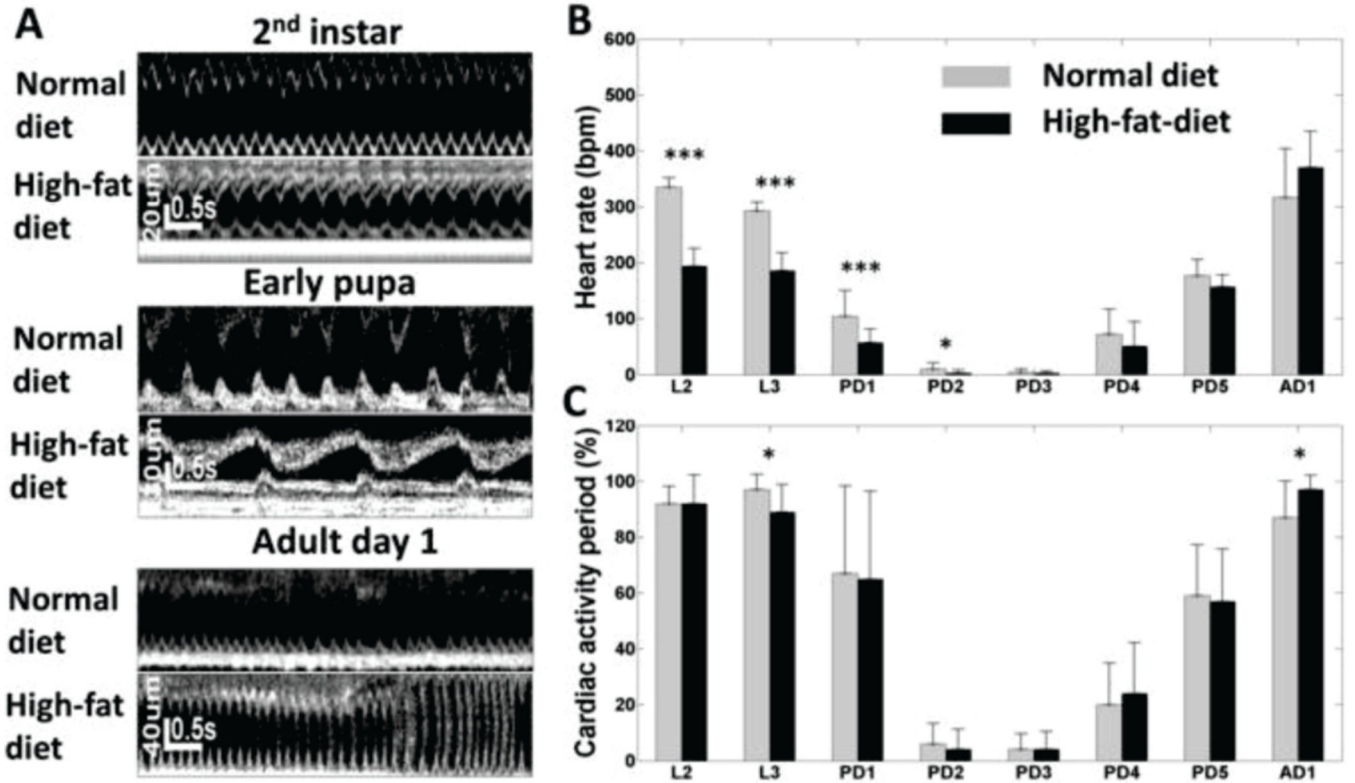 A
2nd instar
Normal
diet
High-fat
diet
20um
0.5s
Early pupa
Normal
diet
High-fat
diet
0.5s
Adult day 1
Normal
diet
High-fat
diet
40um
0.5s
B
Heart rate (bpm)
600
500
400
300
200
100
0
Normal diet
High-fat-diet
***
***
***
*
L2 L3 PD1 PD2 PD3 PD4 PD5 AD1
C
Cardiac activity period (%)
120
100
80
60
40
20
0
*
*
L2 L3 PD1 PD2 PD3 PD4 PD5 AD1